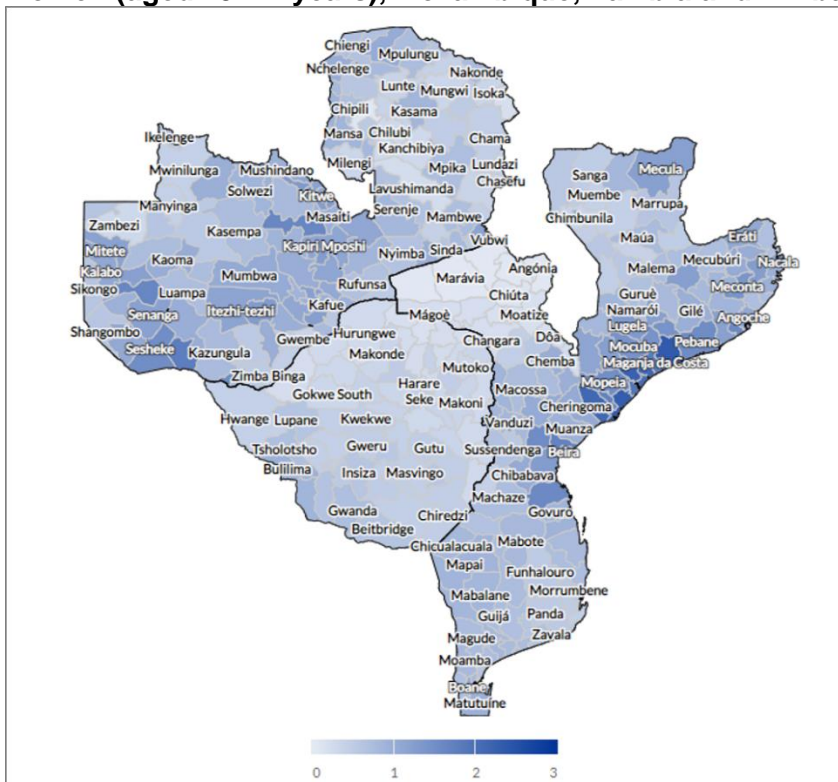 Chiengi
Mpulungu
Nchelenge
Nakonde
Lunte
Mungwi
Isoka
Chipili
Kasama
Mansa
Chilubi
Chama
Kanchibiya
Milengi
Mpika
Lundazi
Chasefu
Lavushimanda
Serenje
Mambwe
Ikelenge
Mwinilunga
Mushindano
Solwezi
Kitwe
Manyinga
Masaiti
Zambezi
Kasempa
Kapiri Mposhi
Nyimba
Sinda
Vubwi
Mitete
Kaoma
Kalabo
Mumbwa
Rufunsa
Sikongo
Luampa
Itezhi-tezhi
Kafue
Senanga
Shangombo
Gwembe
Sesheke
Kazungula
Zimba
Binga
Sanga
Mecula
Muembe
Marrupa
Chimbunila
Maúa
Eráti
Mecubúri
Nacala
Malema
Meconta
Guruè
Namarói
Gilé
Angoche
Lugela
Mocuba
Pebane
Maganja da Costa
Mopeia
Marávia
Angónia
Chiúta
Mágoè
Moatize
Changara
Dôa
Chemba
Macossa
Cheringoma
Vanduzi
Muanza
Sussendenga
Beira
Chibabava
Machaze
Govuro
Hurungwe
Makonde
Mutoko
Harare
Gokwe South
Seke
Makoni
Hwange
Lupane
Kwekwe
Tsholotsho
Gweru
Gutu
Bulilima
Insiza
Masvingo
Gwanda
Chiredzi
Beitbridge
Chicualacuala
Mabote
Mapai
Funhalouro
Mabalane
Morrumbene
Guijá
Panda
Magude
Zavala
Moamba
Boane
Matutuíne
0 1 2 3